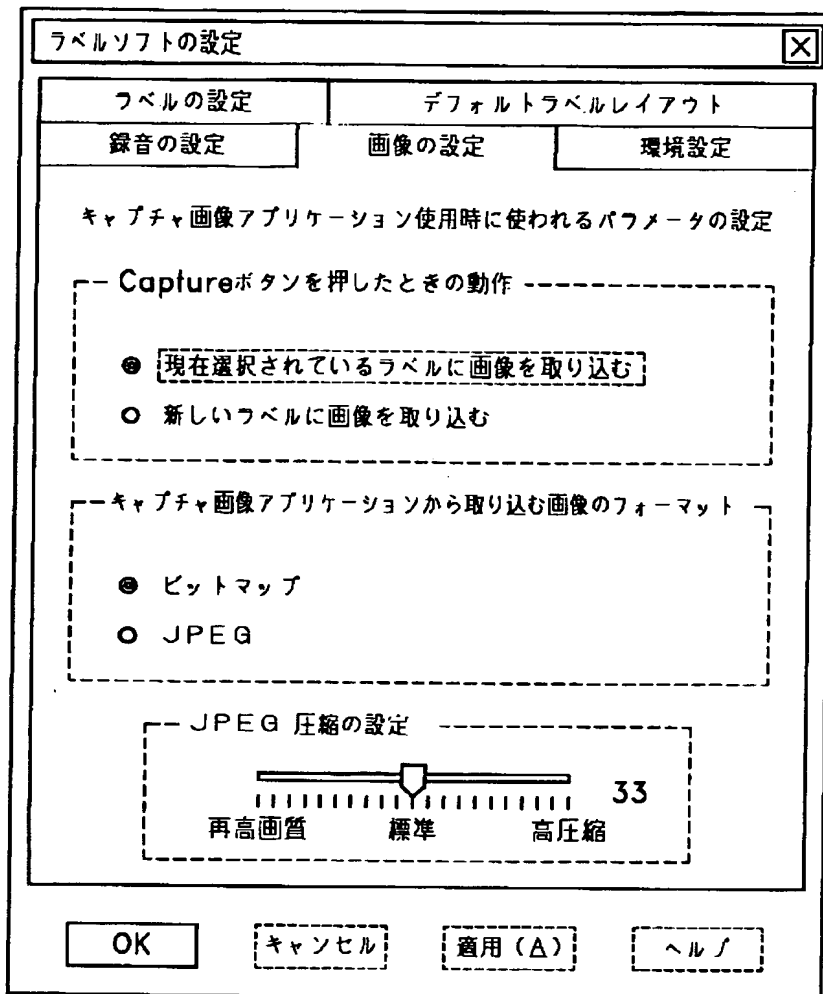 ラベルソフトの設定
ラベルの設定 デフォルトラベルレイアウト
録音の設定 画像の設定 環境設定
キャプチャ画像アプリケーション使用時に使われるパラメータの設定
Captureボタンを押したときの動作
現在選択されているラベルに画像を取り込む
新しいラベルに画像を取り込む
キャプチャ画像アプリケーションから取り込む画像のフォーマット
ビットマップ
JPEG
JPEG 圧縮の設定
33
再高画質 標準 高圧縮
OK キャンセル 適用(A) ヘルプ